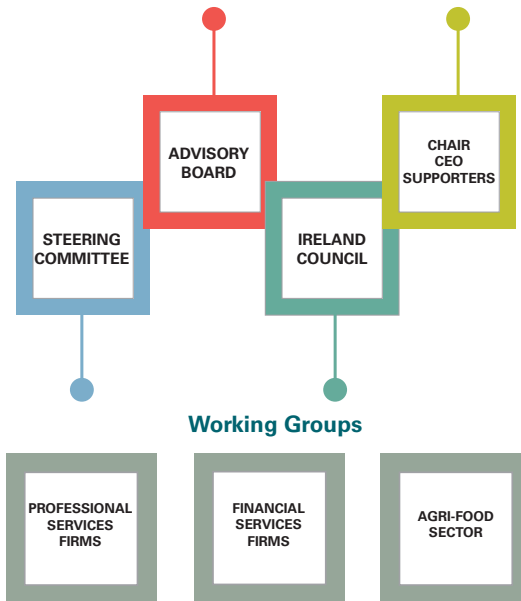 ADVISORY
BOARD
CHAIR
CEO
SUPPORTERS
STEERING
COMMITTEE
IRELAND
COUNCIL
Working Groups
PROFESSIONAL
SERVICES
FIRMS
FINANCIAL
SERVICES
FIRMS
AGRI-FOOD
SECTOR